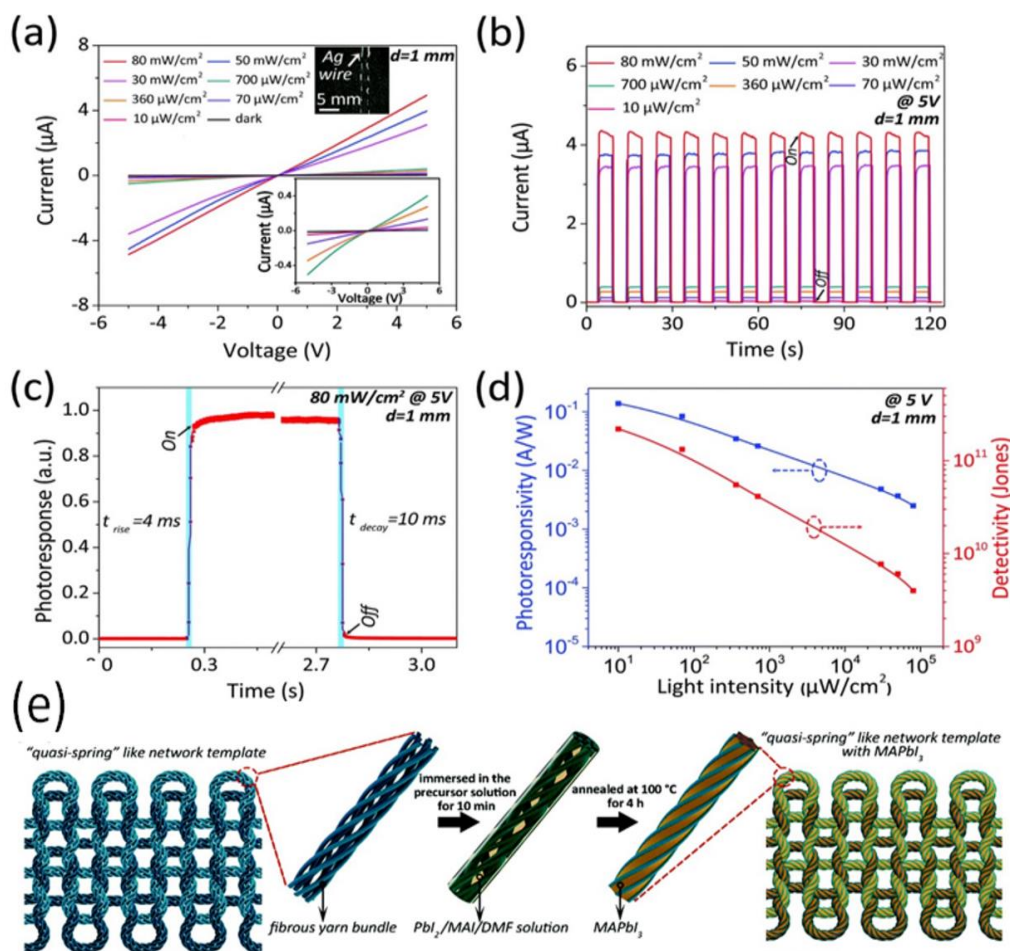 (a)
8
4
0
-4
-8
Current (μA)
80 mW/cm²
50 mW/cm²
30 mW/cm²
700 μW/cm²
360 μW/cm²
70 μW/cm²
10 μW/cm²
dark
Ag
wire
5 mm
d=1 mm
0.4
0.0
-0.4
Current (μA)
-6
-3
0
3
6
Voltage (V)
-6
-4
-2
0
2
4
6
Voltage (V)
(b)
6
4
2
0
Current (μA)
80 mW/cm²
50 mW/cm²
30 mW/cm²
700 μW/cm²
360 μW/cm²
70 μW/cm²
10 μW/cm²
@ 5V
d=1 mm
On
Off
0
30
60
90
120
Time (s)
(c)
80 mW/cm² @ 5V
d=1 mm
1.0
0.8
0.6
0.4
0.2
0.0
Photoresponse (a.u.)
On
t rise =4 ms
t decay =10 ms
Off
0.3
2.7
3.0
Time (s)
(d)
@ 5 V
d=1 mm
10⁻¹
10⁻²
10⁻³
10⁻⁴
10⁻⁵
Photoresponsivity (A/W)
10¹¹
10¹⁰
10⁹
Detectivity (Jones)
10¹
10²
10³
10⁴
10⁵
Light intensity (μW/cm²)
(e)
"quasi-spring" like network template
immersed in the
precursor solution
for 10 min
annealed at 100 °C
for 4 h
"quasi-spring" like network template
with MAPbI₃
fibrous yarn bundle
PbI₂/MAI/DMF solution
MAPbI₃